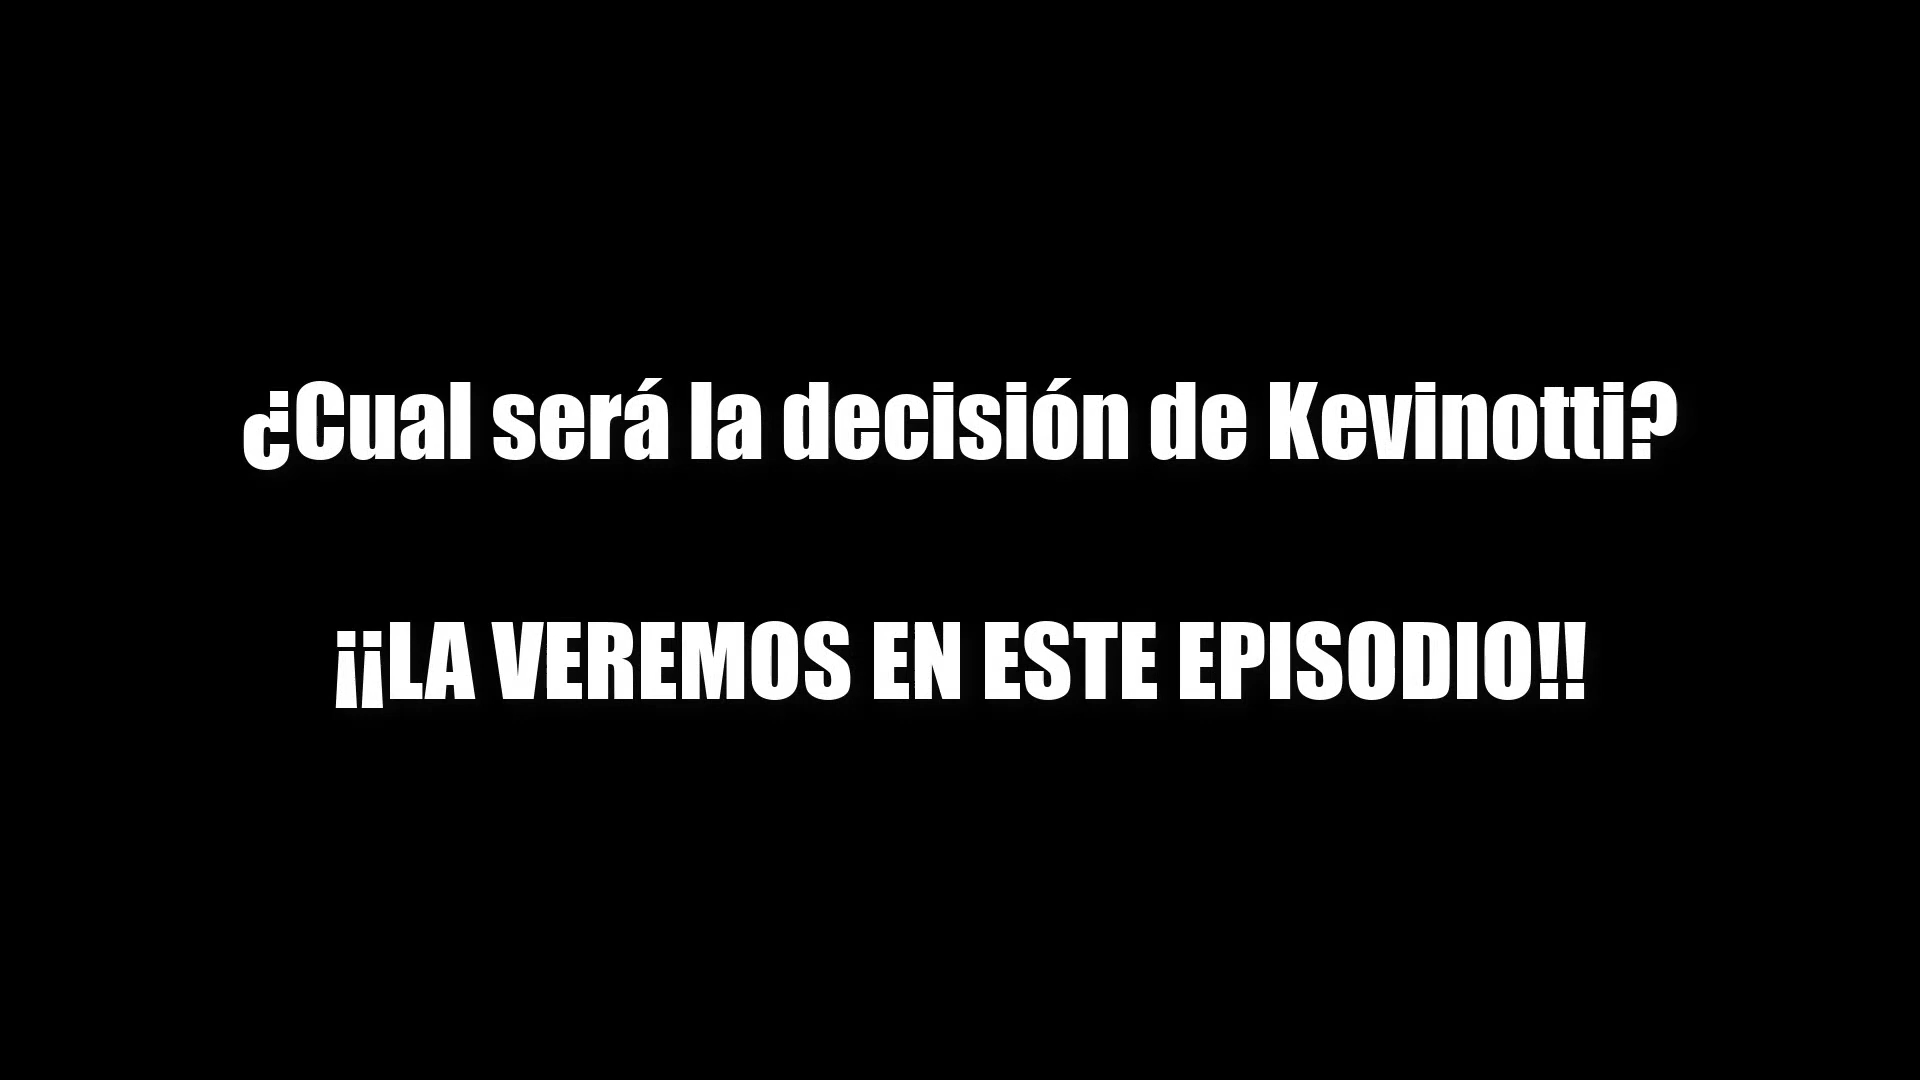 ¿Cual será la decisión de Kevinotti?
¡¡LA VEREMOS EN ESTE EPISODIO!!